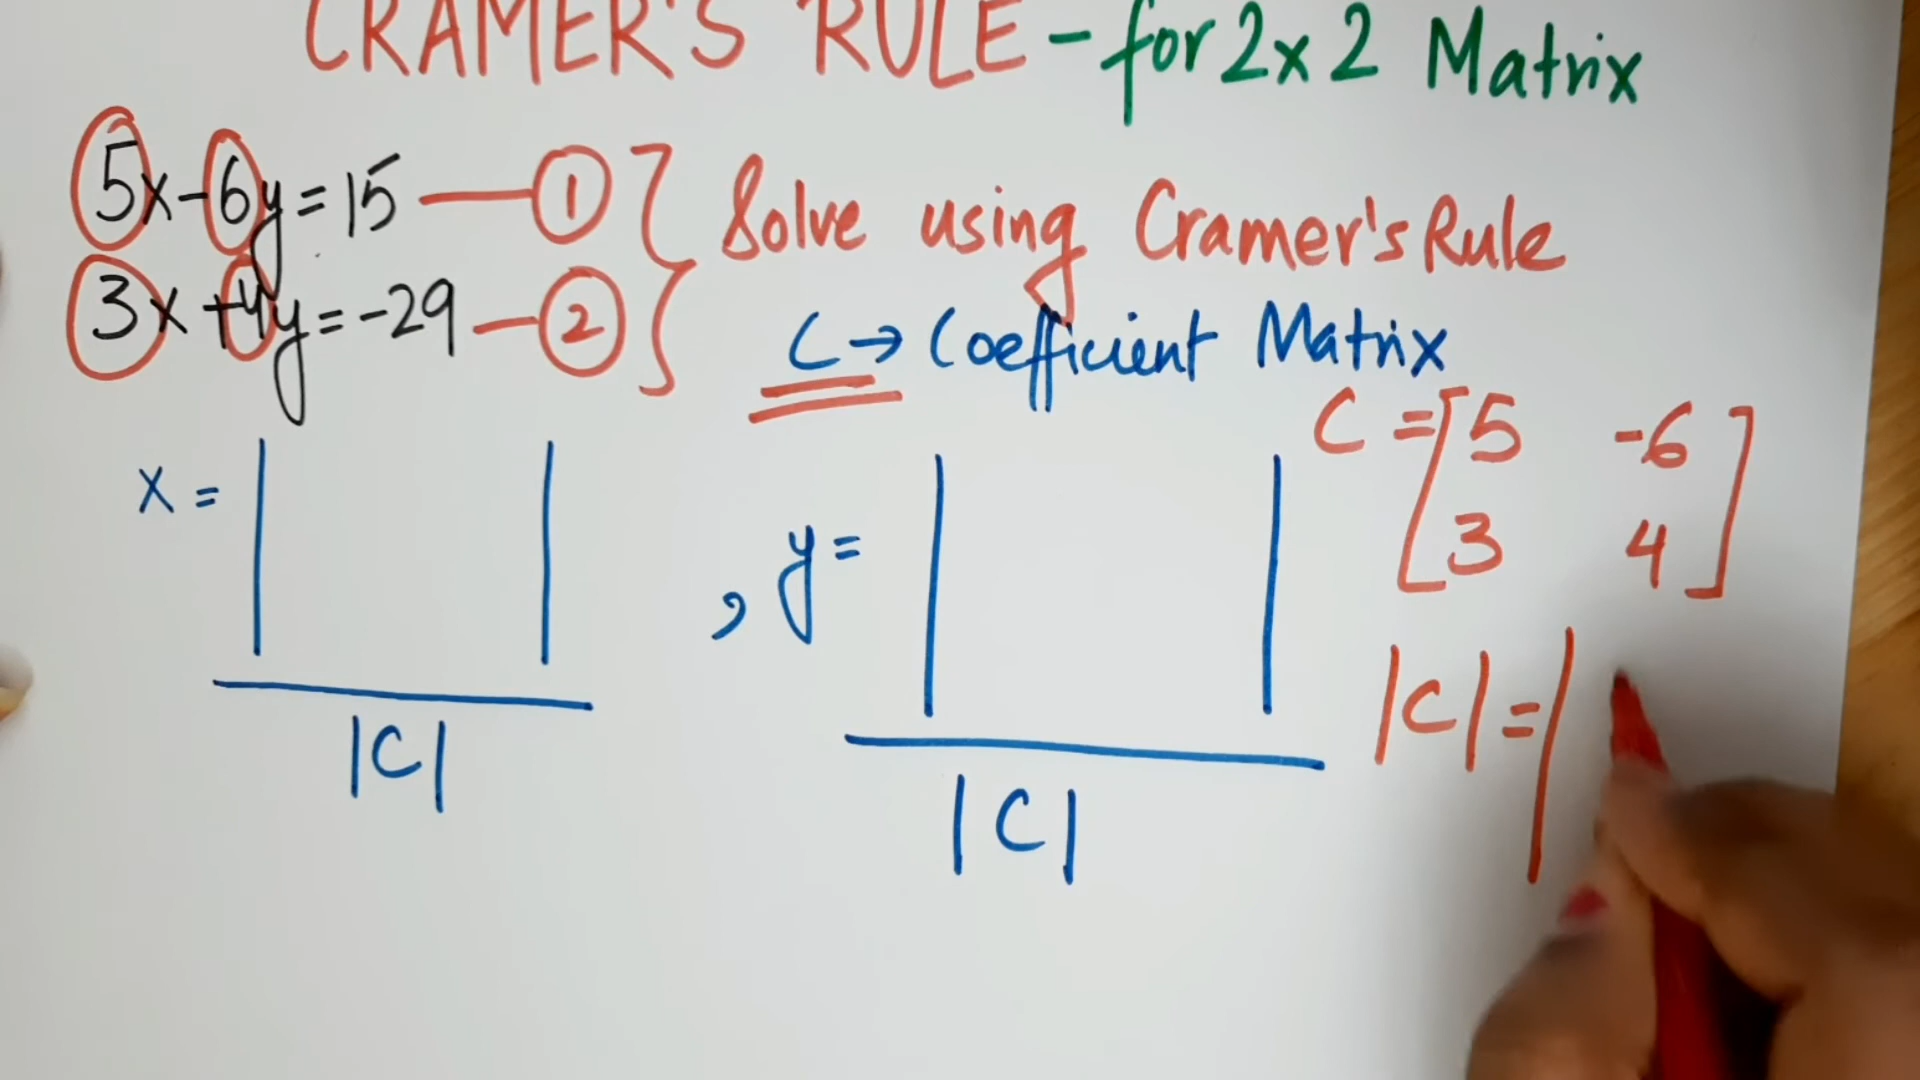 CRAMER'S RULE - for 2x2 Matrix
5x-6y=15 — 1
Solve using Cramer's Rule
3x+4y=-29 — 2
C → Coefficient Matrix
C = [5 -6
3 4]
x = | |
|C|
, y = | |
|C|
|C| = |